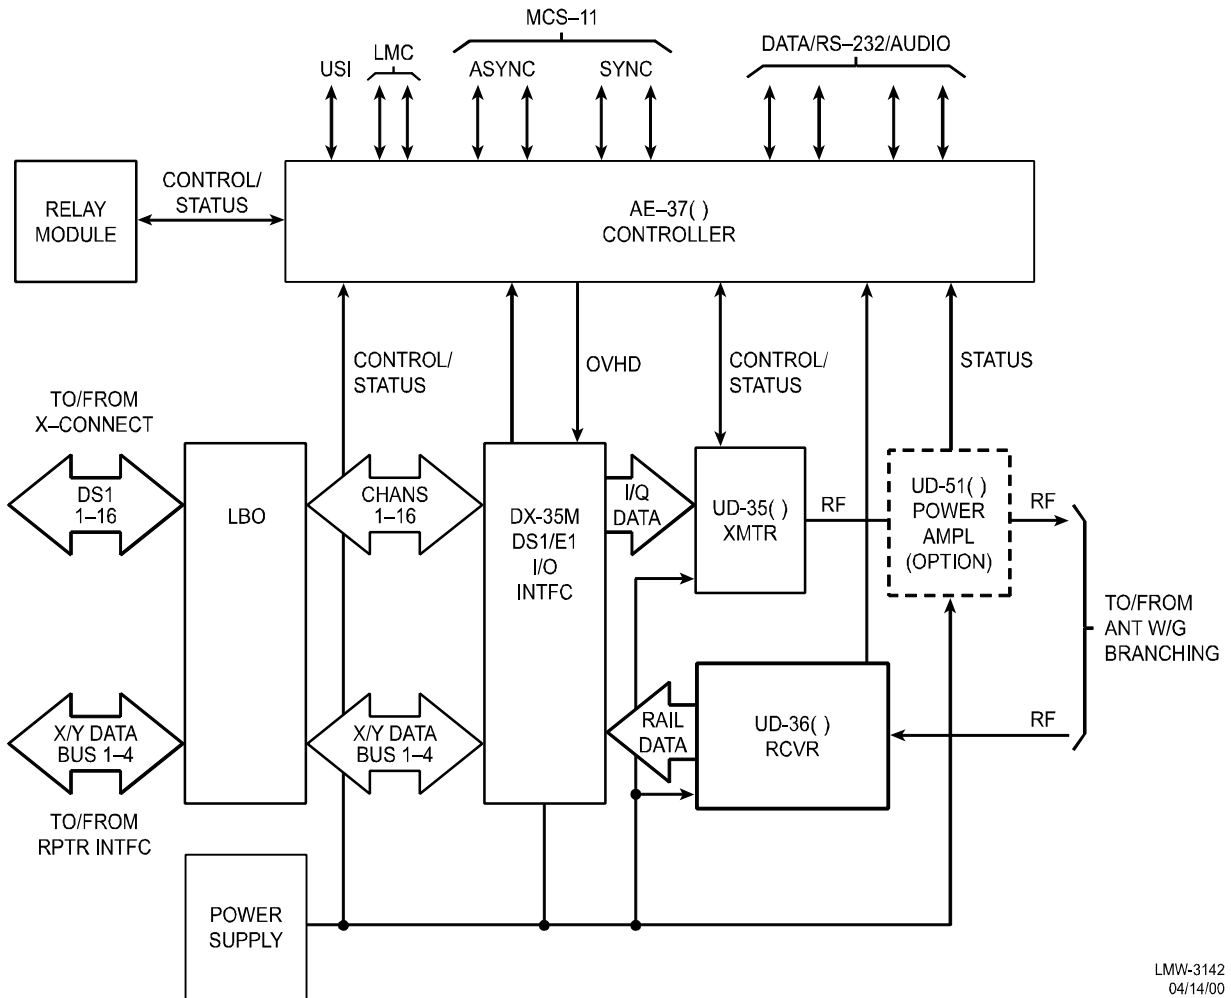 MCS–11
DATA/RS–232/AUDIO
USI
LMC
ASYNC
SYNC
RELAY
MODULE
CONTROL/
STATUS
AE–37( )
CONTROLLER
CONTROL/
STATUS
OVHD
CONTROL/
STATUS
STATUS
TO/FROM
X–CONNECT
DS1
1–16
LBO
CHANS
1–16
DX-35M
DS1/E1
I/O
INTFC
I/Q
DATA
UD-35( )
XMTR
RF
UD-51( )
POWER
AMPL
(OPTION)
RF
TO/FROM
ANT W/G
BRANCHING
X/Y DATA
BUS 1–4
X/Y DATA
BUS 1–4
RAIL
DATA
UD-36( )
RCVR
RF
TO/FROM
RPTR INTFC
POWER
SUPPLY
LMW-3142
04/14/00